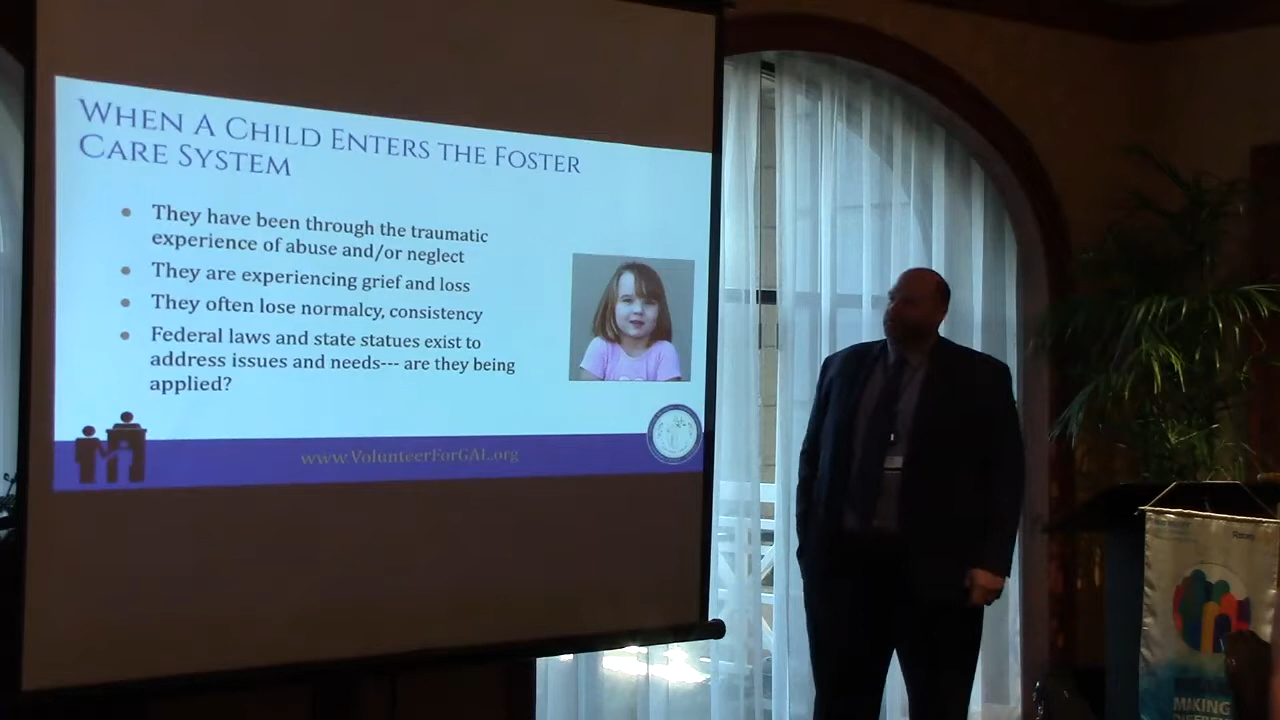 WHEN A CHILD ENTERS THE FOSTER
CARE SYSTEM
They have been through the traumatic
experience of abuse and/or neglect
They are experiencing grief and loss
They often lose normalcy, consistency
Federal laws and state statues exist to
address issues and needs--- are they being
applied?
www.VolunteerForGAL.org
Rotary
MAKING